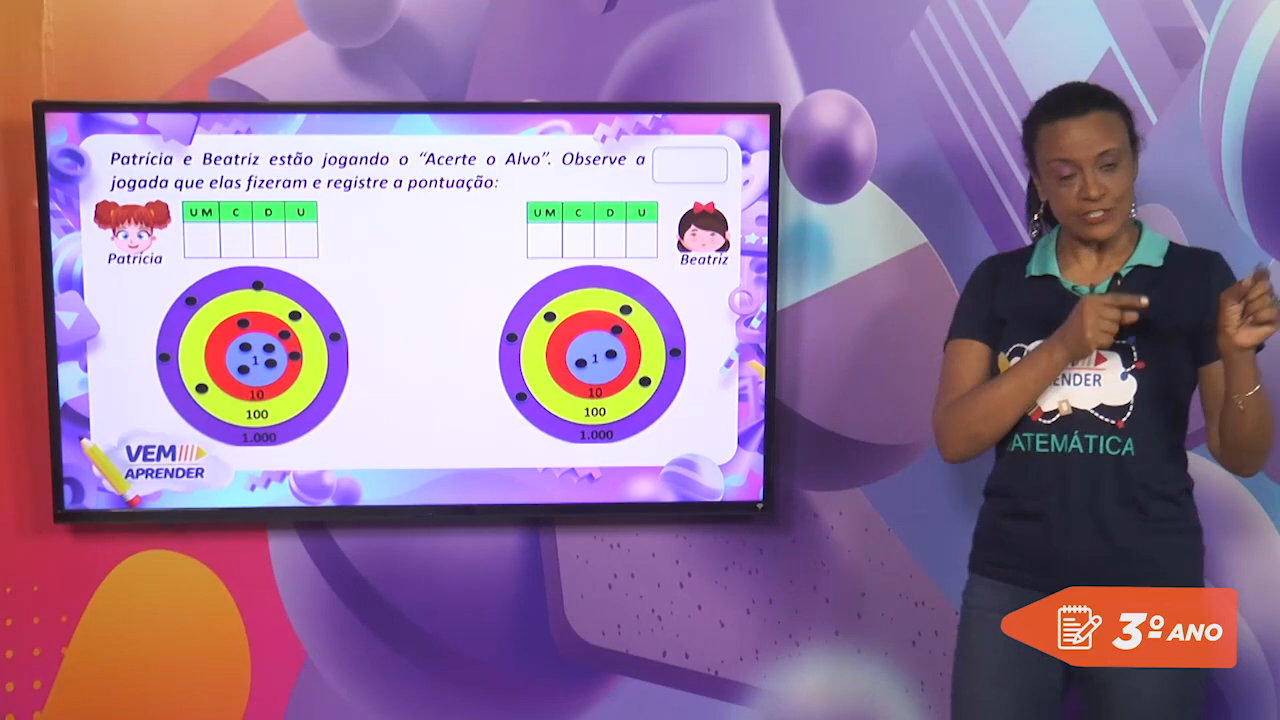 Patrícia e Beatriz estão jogando o “Acerte o Alvo”. Observe a
jogada que elas fizeram e registre a pontuação:
UM C D U
UM C D U
Patrícia
Beatriz
1
10
100
1.000
1
10
100
1.000
VEM
APRENDER
ENDER
ATEMÁTICA
3º ANO